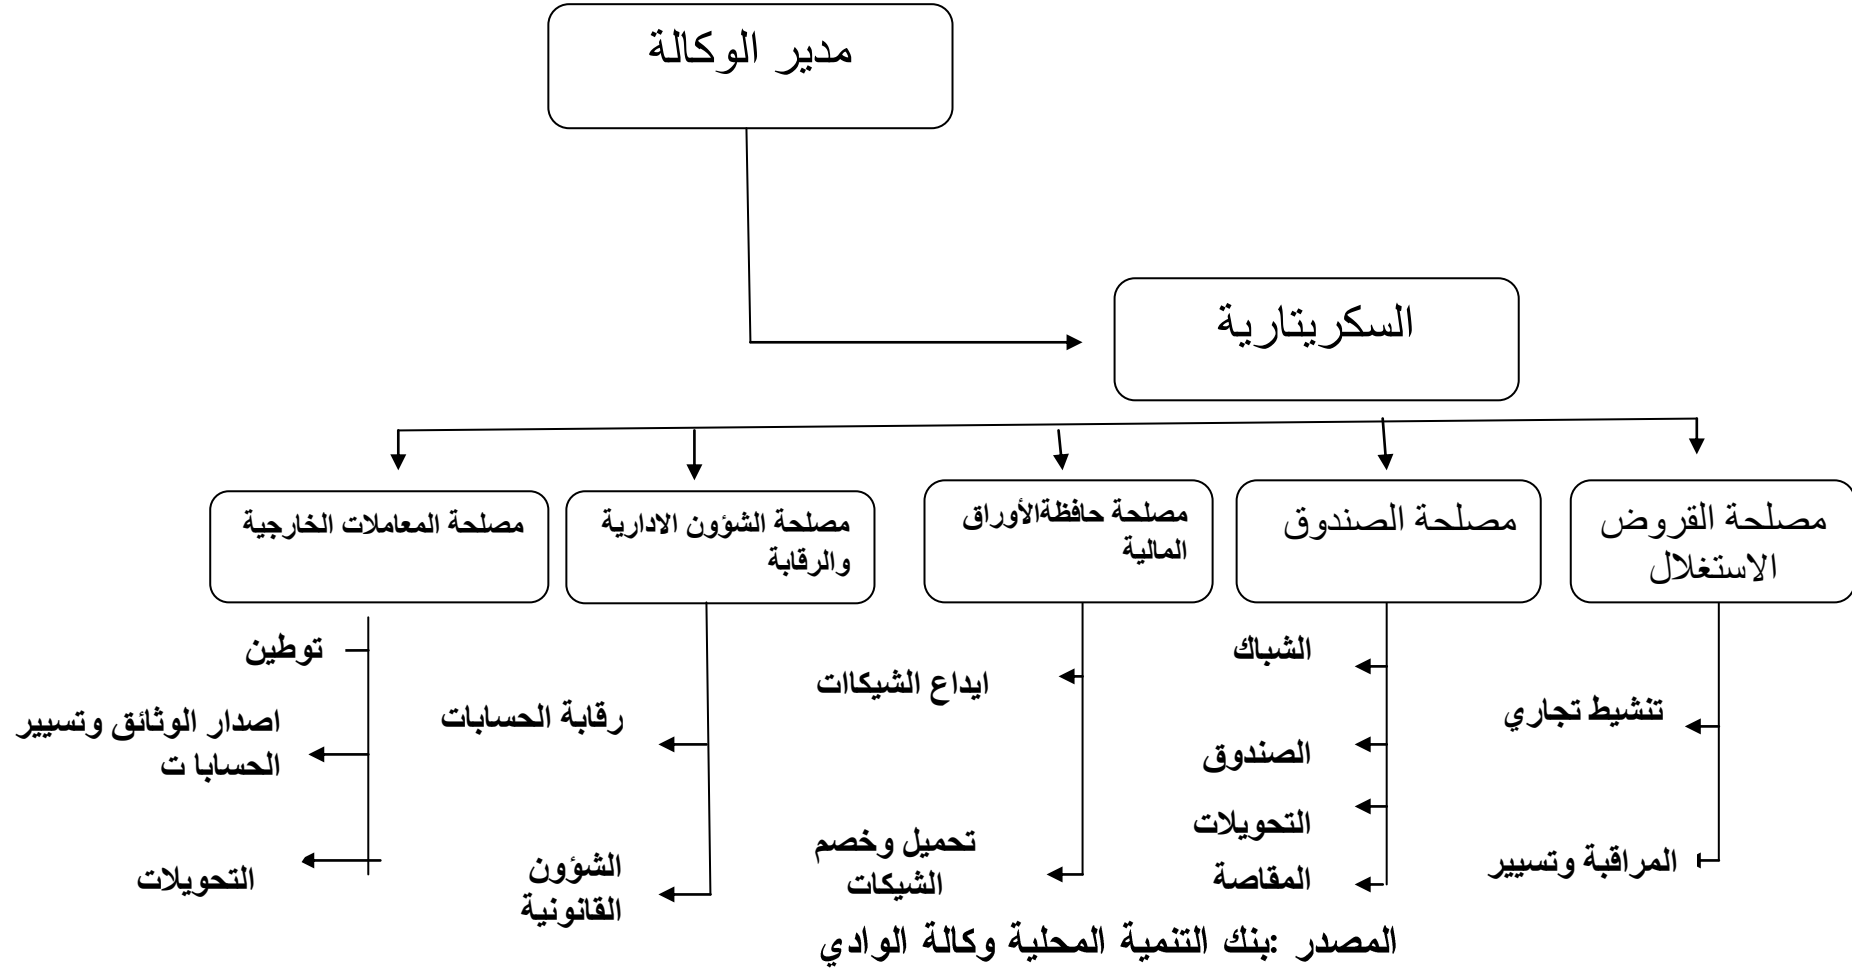 مدير الوكالة
السكريتارية
مصلحة القروض
الاستغلال
مصلحة الصندوق
مصلحة حافظةالأوراق
المالية
مصلحة الشؤون الادارية
والرقابة
مصلحة المعاملات الخارجية
تنشيط تجاري
المراقبة وتسيير
الشباك
الصندوق
التحويلات
المقاصة
ايداع الشيكاات
تحميل وخصم
الشيكات
رقابة الحسابات
الشؤون
القانونية
توطين
اصدار الوثائق وتسيير
الحسابا ت
التحويلات
المصدر :بنك التنمية المحلية وكالة الوادي